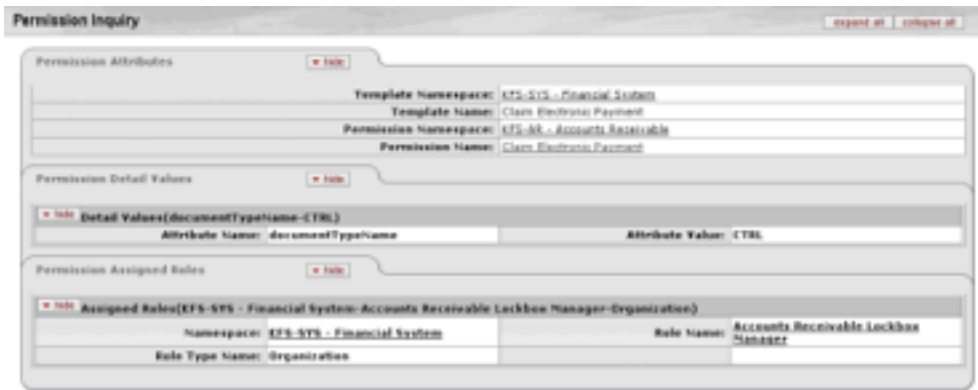 Permission Inquiry
expand all collapse all
Permission Attributes
hide
Template Namespace: KFS-SYS - Financial System
Template Name: Claim Electronic Payment
Permission Namespace: KFS-AR - Accounts Receivable
Permission Name: Claim Electronic Payment
Permission Detail Values
hide
hide Detail Values(documentTypeName-CTRL)
Attribute Name: documentTypeName Attribute Value: CTRL
Permission Assigned Roles
hide
hide Assigned Roles(KFS-SYS - Financial System-Accounts Receivable Lockbox Manager-Organization)
Namespace: KFS-SYS - Financial System Role Name: Accounts Receivable Lockbox
Manager
Role Type Name: Organization